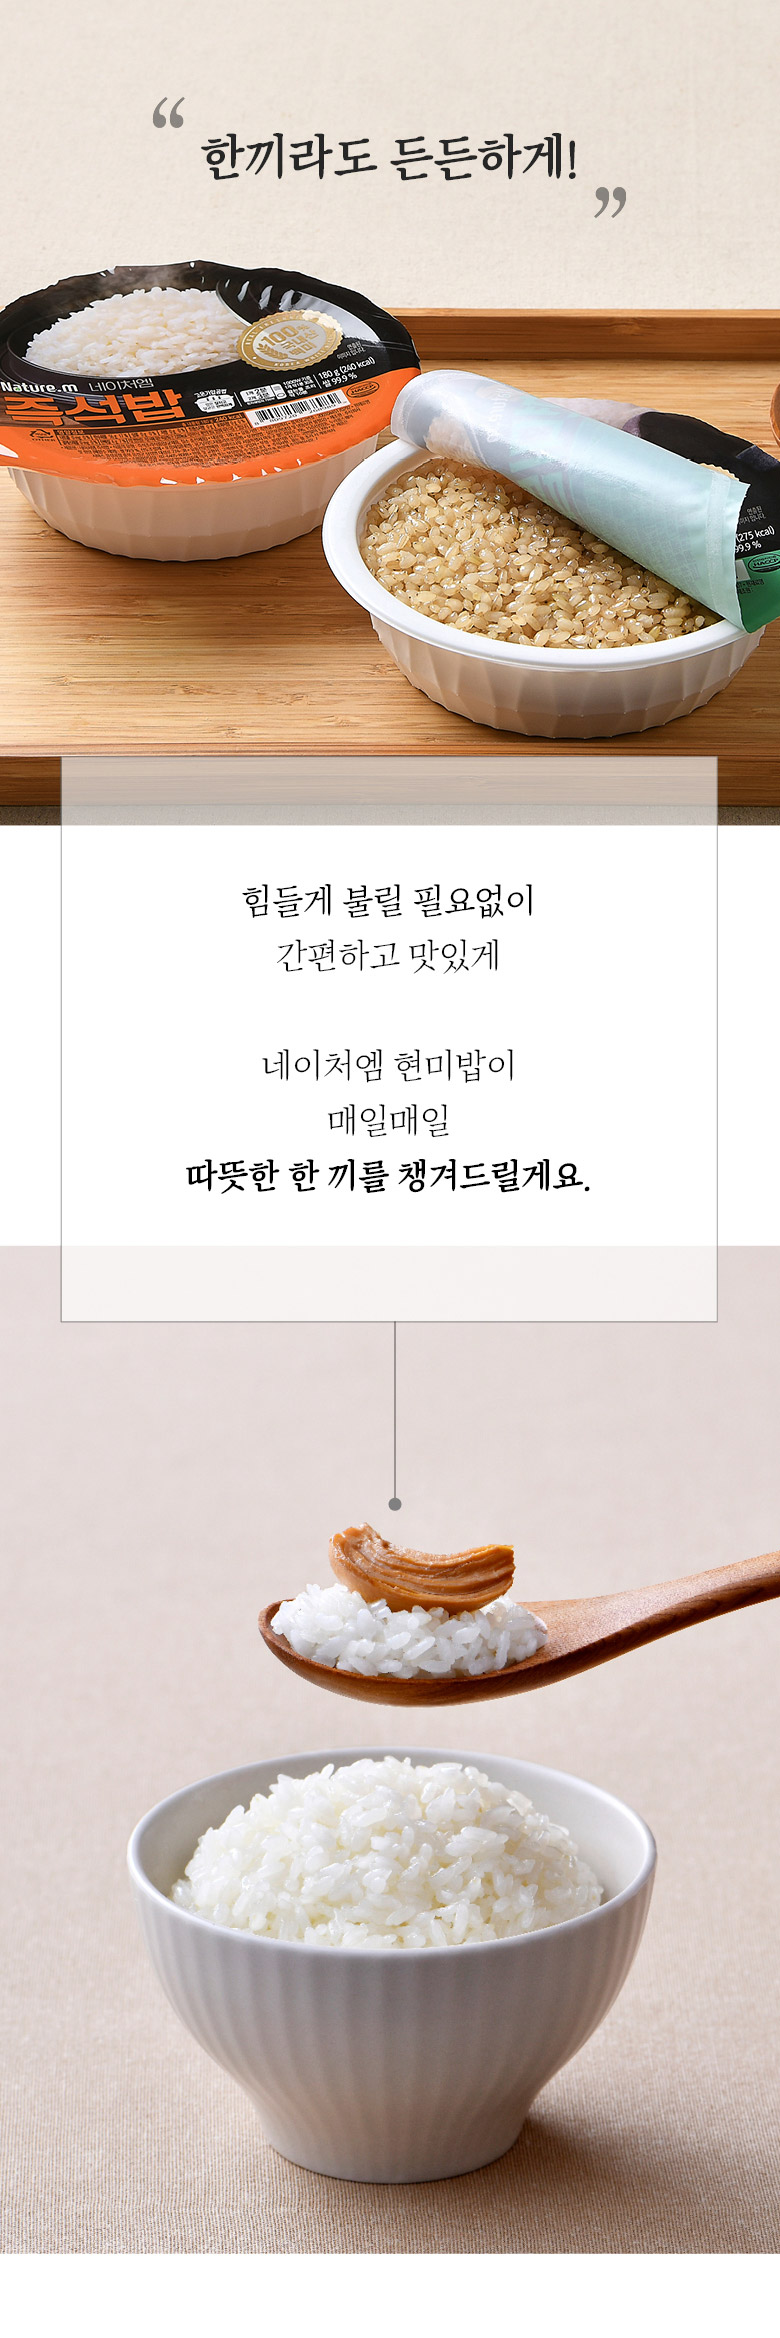 “
한끼라도 든든하게!
”
100
Nature.m 네이처엠
즉석밥
180 g (240 kcal)
쌀 99.9 %
(275 kcal)
99.9 %
힘들게 불릴 필요없이
간편하고 맛있게
네이처엠 현미밥이
매일매일
따뜻한 한 끼를 챙겨드릴게요.